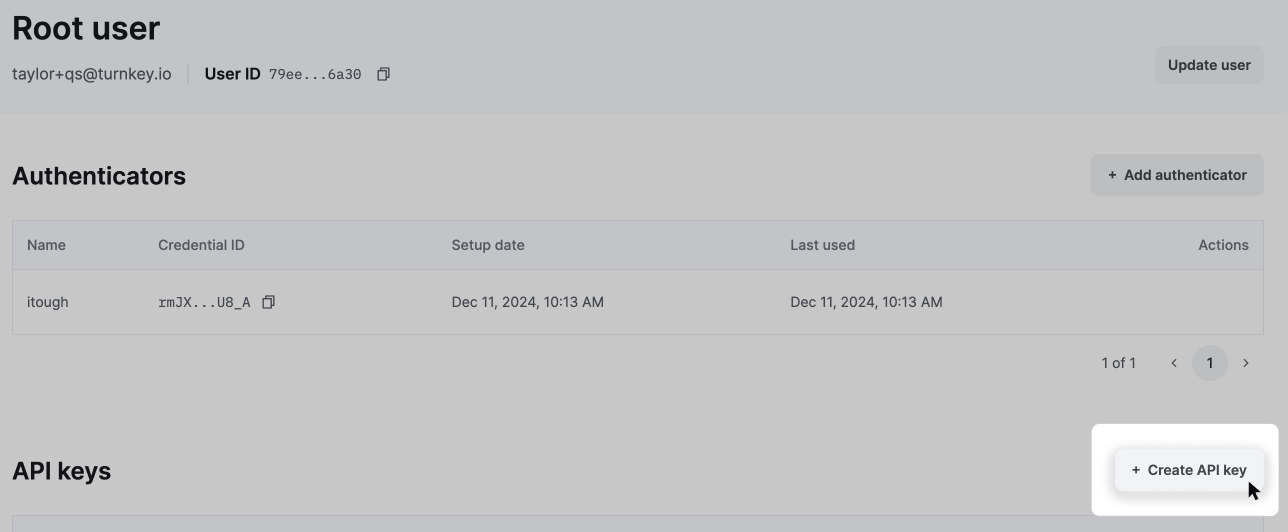 Root user
taylor+qs@turnkey.io User ID 79ee...6a30
Update user
Authenticators
+ Add authenticator
Name Credential ID Setup date Last used Actions
itough rmJX...U8_A Dec 11, 2024, 10:13 AM Dec 11, 2024, 10:13 AM
1 of 1 < 1 >
API keys
+ Create API key